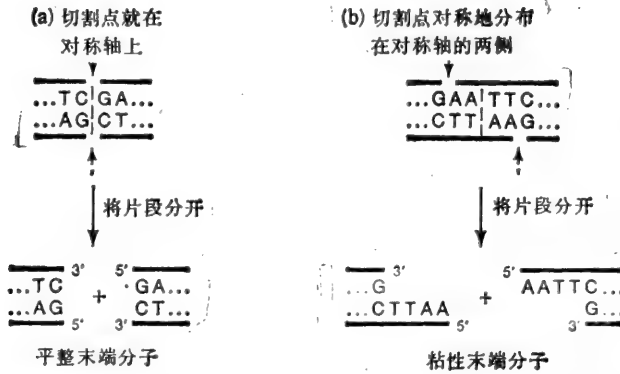 (a) 切割点就在
对称轴上
...TC GA...
...AG CT...
将片段分开
3′ 5′
...TC + GA...
...AG CT...
5′ 3′
平整末端分子
(b) 切割点对称地分布
在对称轴的两侧
...GAA TTC...
...CTT AAG...
将片段分开
3′ 5′
...G AATTC...
+
...CTTAA G...
5′ 3′
粘性末端分子